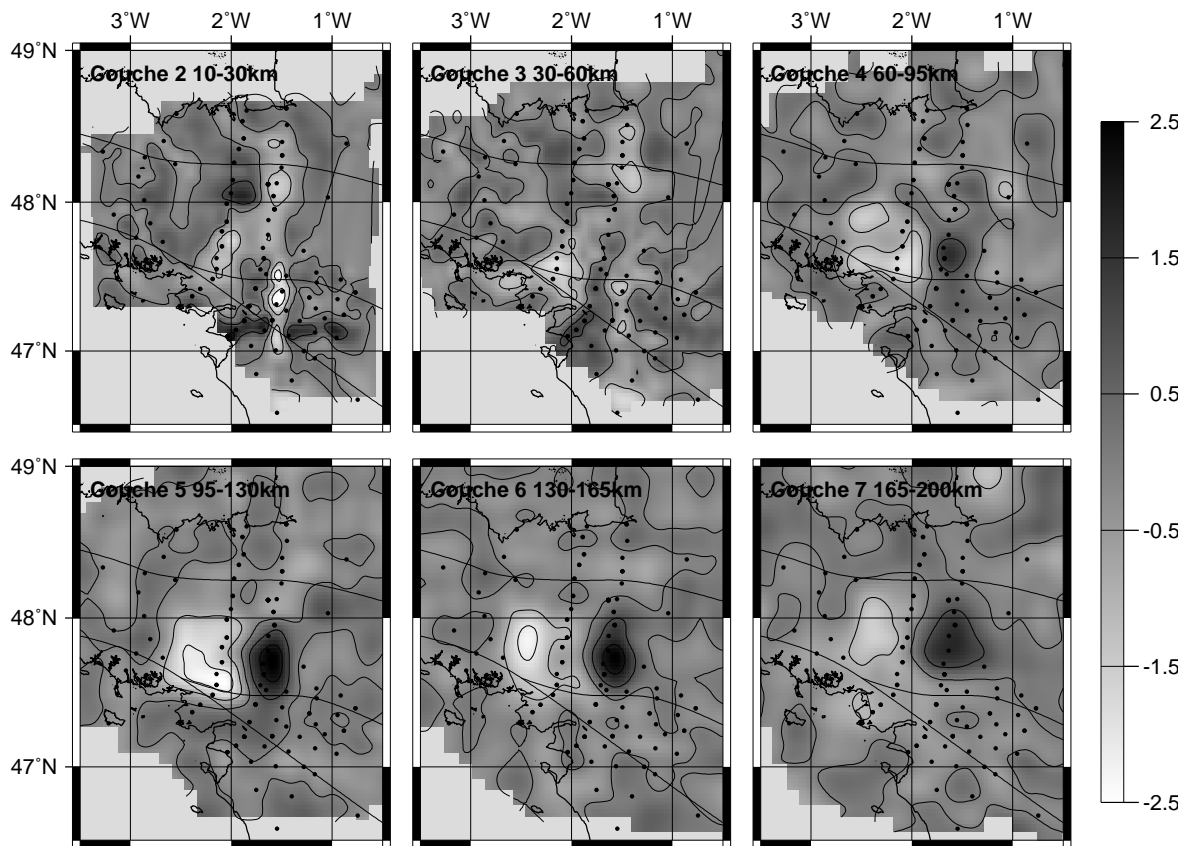 3°W 2°W 1°W 3°W 2°W 1°W 3°W 2°W 1°W
49°N
48°N
47°N
Couche 2 10-30km
Couche 3 30-60km
Couche 4 60-95km
49°N
48°N
47°N
Couche 5 95-130km
Couche 6 130-165km
Couche 7 165-200km
2.5
1.5
0.5
-0.5
-1.5
-2.5